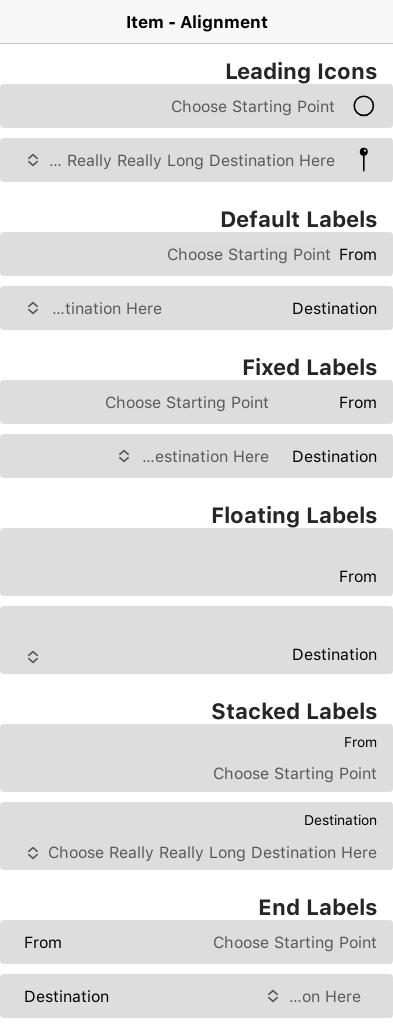 Item - Alignment
Leading Icons
Choose Starting Point
... Really Really Long Destination Here
Default Labels
Choose Starting Point From
...tination Here Destination
Fixed Labels
Choose Starting Point From
...estination Here Destination
Floating Labels
From
Destination
Stacked Labels
From
Choose Starting Point
Destination
Choose Really Really Long Destination Here
End Labels
From Choose Starting Point
Destination ...on Here